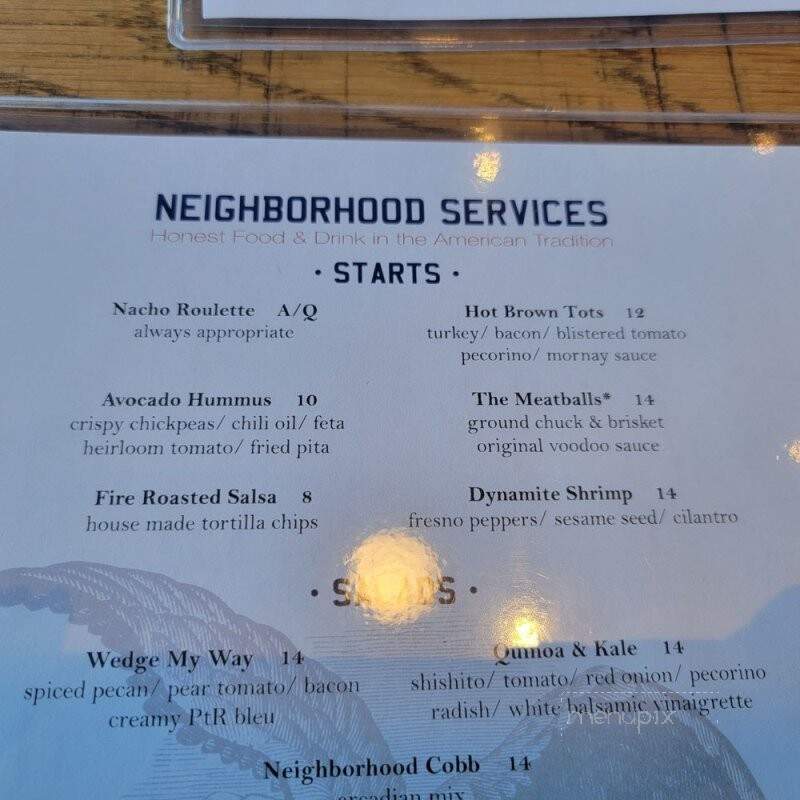 NEIGHBORHOOD SERVICES
Honest Food & Drink in the American Tradition
· STARTS ·
Nacho Roulette A/Q
always appropriate
Hot Brown Tots 12
turkey/ bacon/ blistered tomato
pecorino/ mornay sauce
Avocado Hummus 10
crispy chickpeas/ chili oil/ feta
heirloom tomato/ fried pita
The Meatballs* 14
ground chuck & brisket
original voodoo sauce
Fire Roasted Salsa 8
house made tortilla chips
Dynamite Shrimp 14
fresno peppers/ sesame seed/ cilantro
· SALADS ·
Wedge My Way 14
spiced pecan/ pear tomato/ bacon
creamy PtR bleu
Quinoa & Kale 14
shishito/ tomato/ red onion/ pecorino
radish/ white balsamic vinaigrette
menupix
Neighborhood Cobb 14
arcadian mix